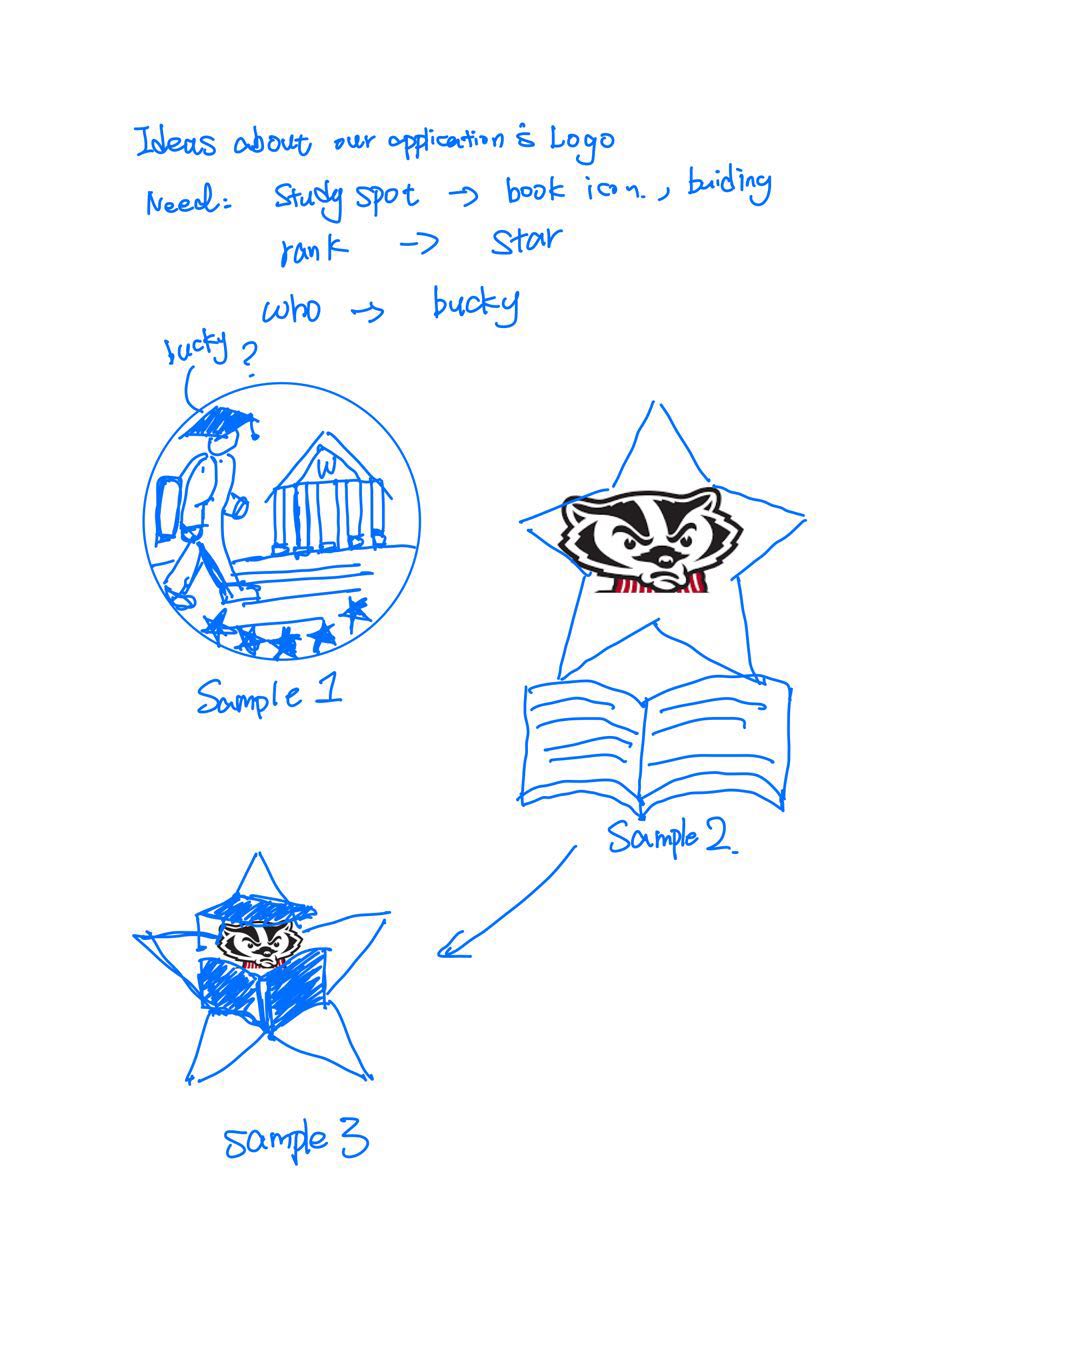 Ideas about our application's Logo
Need: Study spot → book icon., buiding
rank → star
who → bucky
bucky?
W
Sample 1
Sample 2.
sample 3